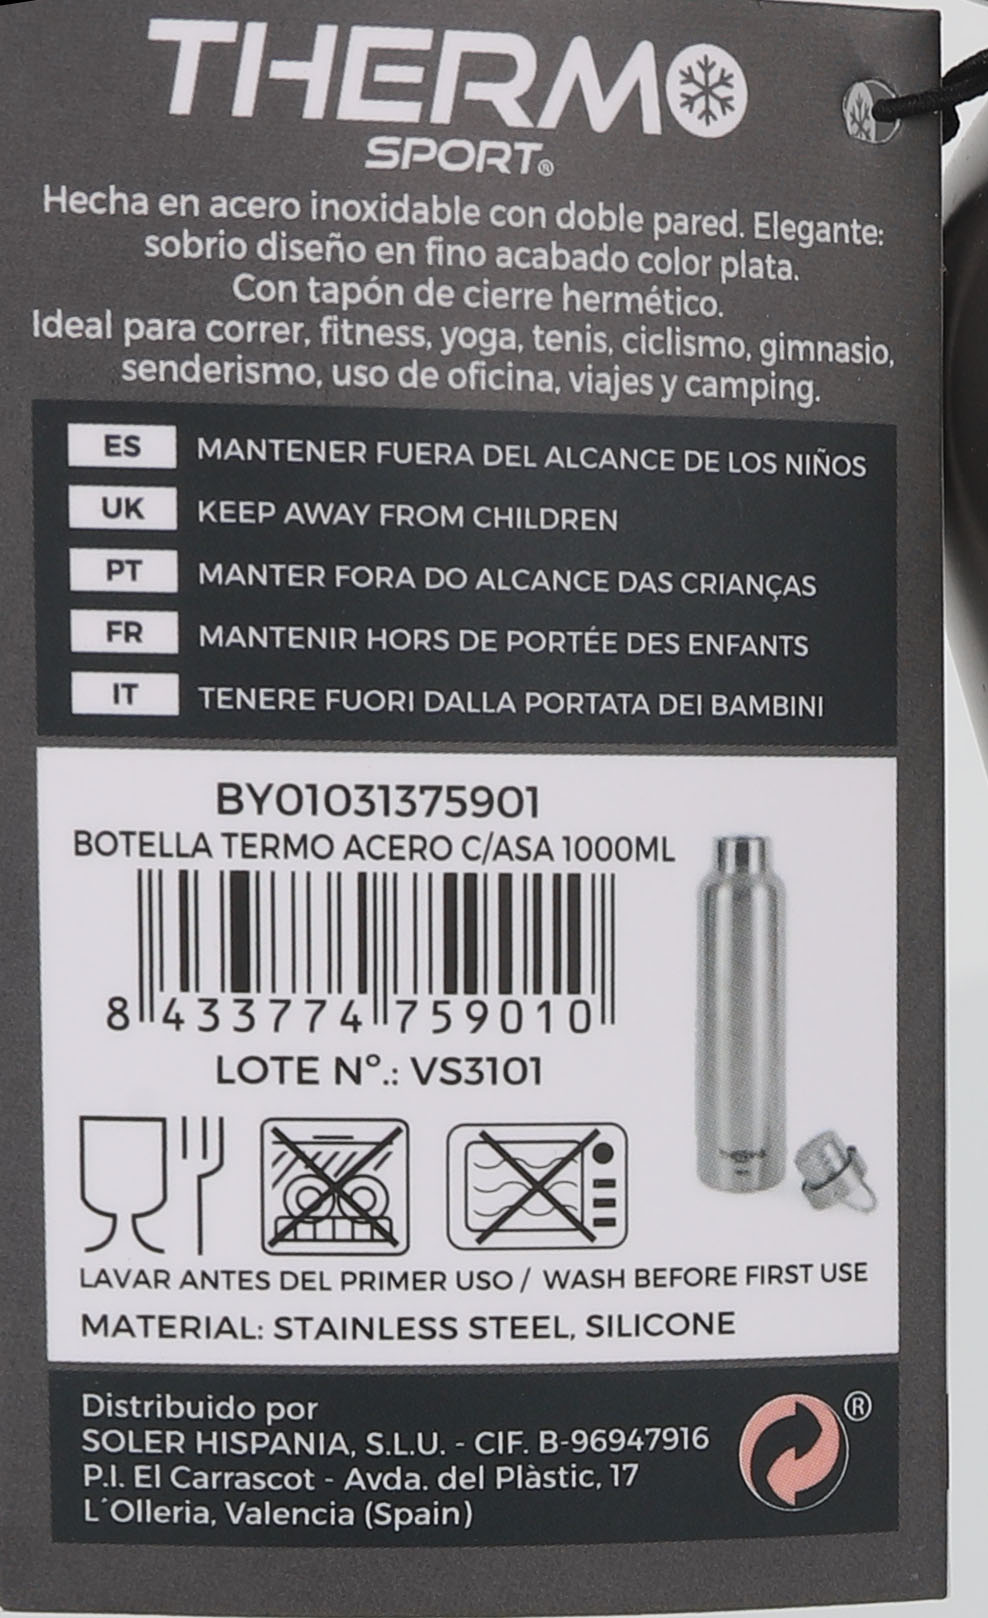 THERMO
SPORT®
Hecha en acero inoxidable con doble pared. Elegante:
sobrio diseño en fino acabado color plata.
Con tapón de cierre hermético.
Ideal para correr, fitness, yoga, tenis, ciclismo, gimnasio,
senderismo, uso de oficina, viajes y camping.
ES MANTENER FUERA DEL ALCANCE DE LOS NIÑOS
UK KEEP AWAY FROM CHILDREN
PT MANTER FORA DO ALCANCE DAS CRIANÇAS
FR MANTENIR HORS DE PORTÉE DES ENFANTS
IT TENERE FUORI DALLA PORTATA DEI BAMBINI
BY01031375901
BOTELLA TERMO ACERO C/ASA 1000ML
8 433774 759010
LOTE Nº.: VS3101
LAVAR ANTES DEL PRIMER USO / WASH BEFORE FIRST USE
MATERIAL: STAINLESS STEEL, SILICONE
Distribuido por
SOLER HISPANIA, S.L.U. - CIF. B-96947916
P.I. El Carrascot - Avda. del Plàstic, 17
L´Olleria, Valencia (Spain)
®